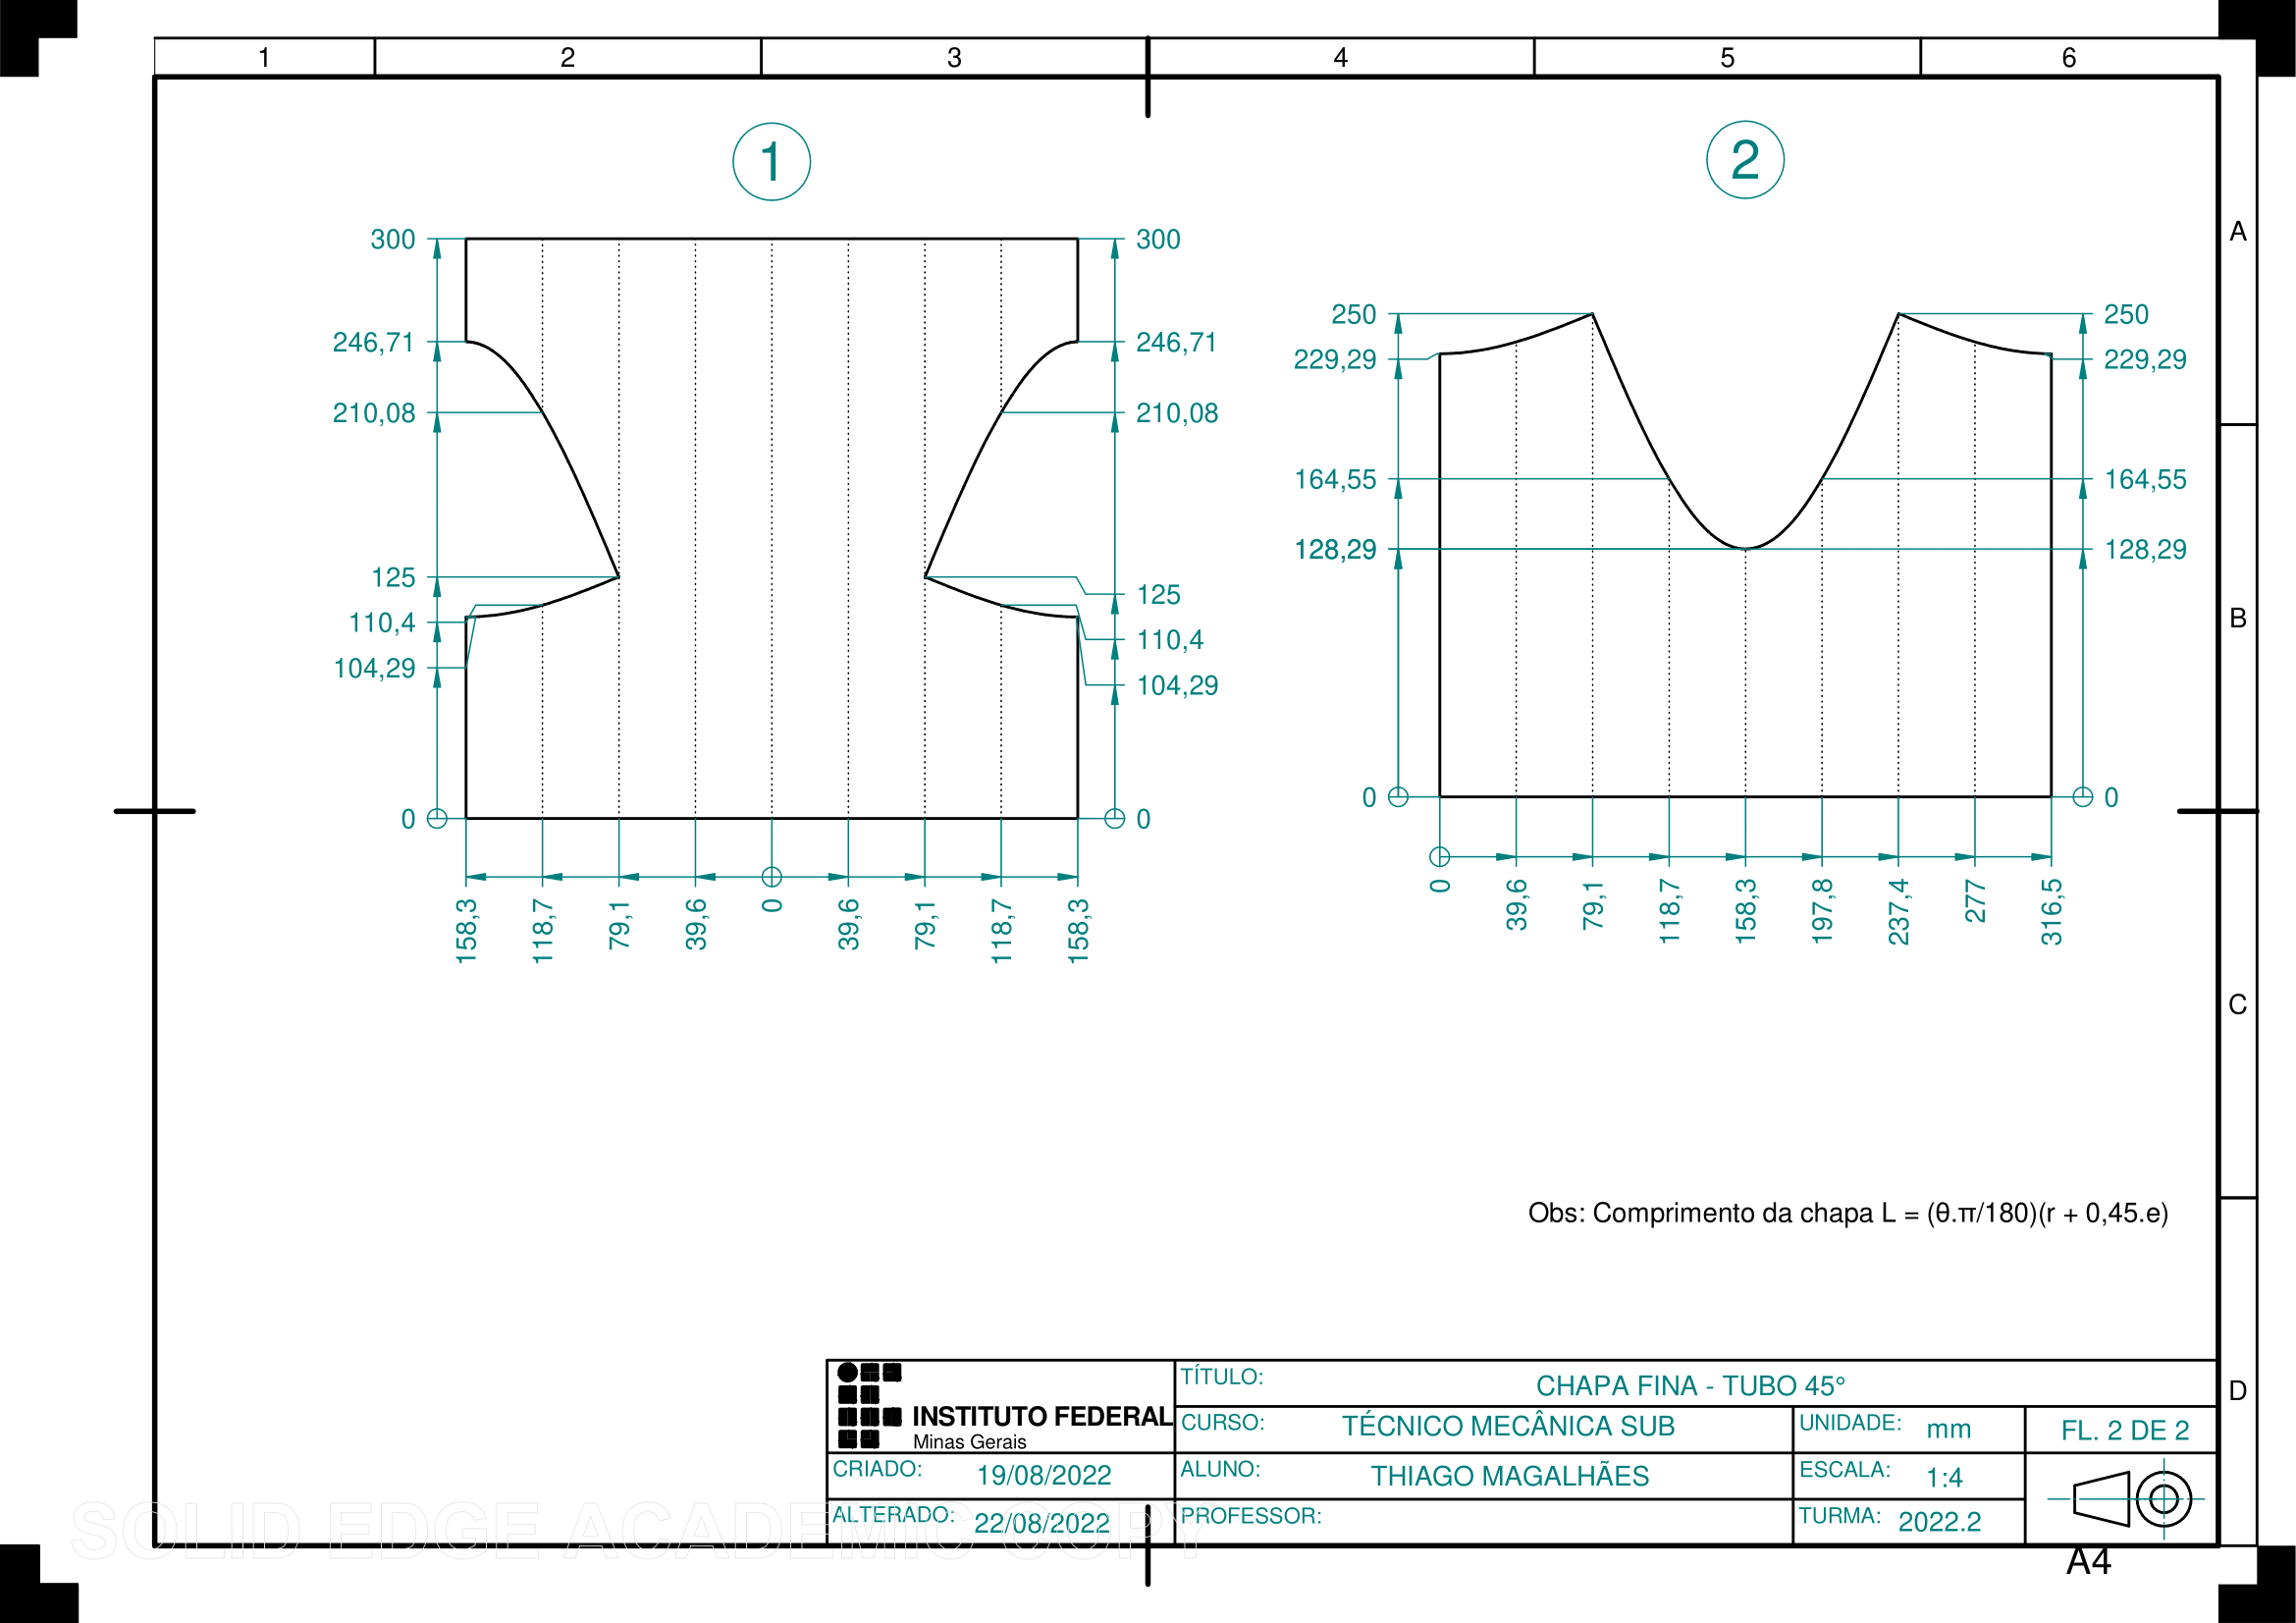 1 2 3 4 5 6
A
B
C
D
1
300
246,71
210,08
125
110,4
104,29
0
300
246,71
210,08
125
110,4
104,29
0
158,3 118,7 79,1 39,6 0 39,6 79,1 118,7 158,3
2
250
229,29
164,55
128,29
0
250
229,29
164,55
128,29
0
0 39,6 79,1 118,7 158,3 197,8 237,4 277 316,5
Obs: Comprimento da chapa L = (θ.π/180)(r + 0,45.e)
INSTITUTO FEDERAL
Minas Gerais
TÍTULO: CHAPA FINA - TUBO 45°
CURSO: TÉCNICO MECÂNICA SUB
UNIDADE: mm
FL. 2 DE 2
CRIADO: 19/08/2022
ALUNO: THIAGO MAGALHÃES
ESCALA: 1:4
ALTERADO: 22/08/2022
PROFESSOR:
TURMA: 2022.2
SOLID EDGE ACADEMIC COPY
A4